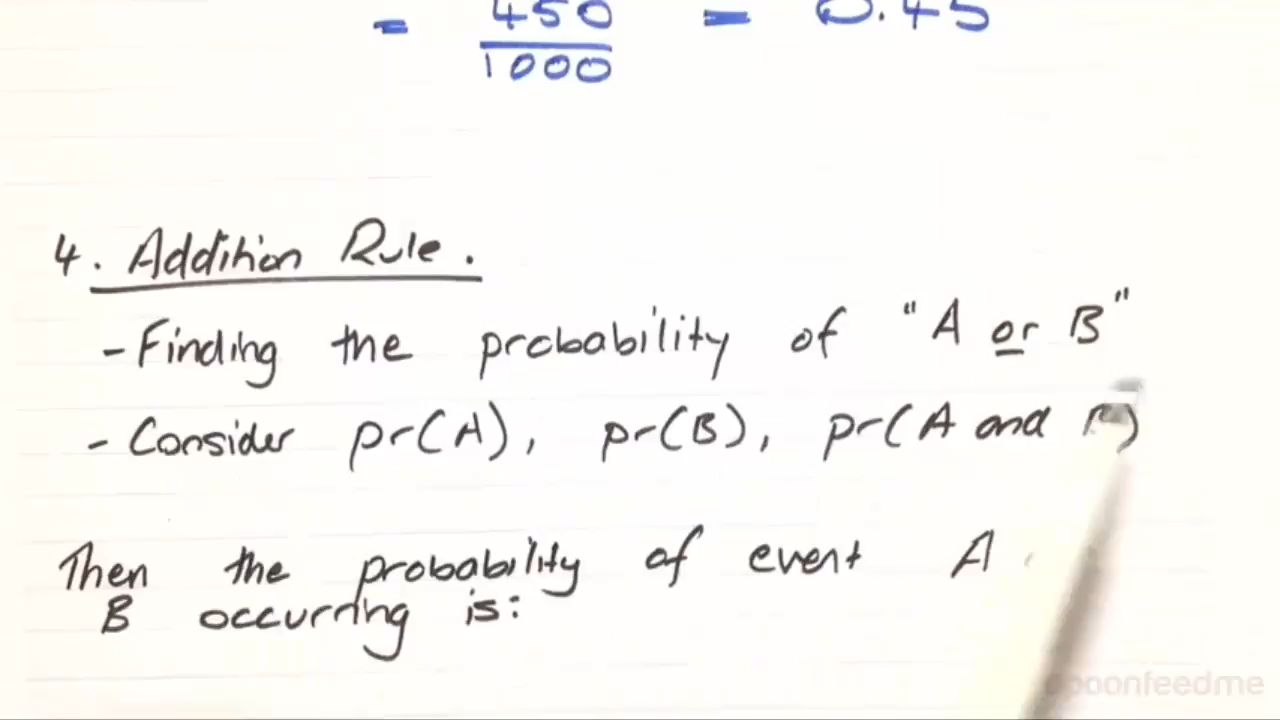 = 450 = 0.45
1000
4. Addition Rule.
- Finding the probability of "A or B"
- Consider pr(A), pr(B), pr(A and )
Then the probability of event A
B occurring is:
spoonfeedme